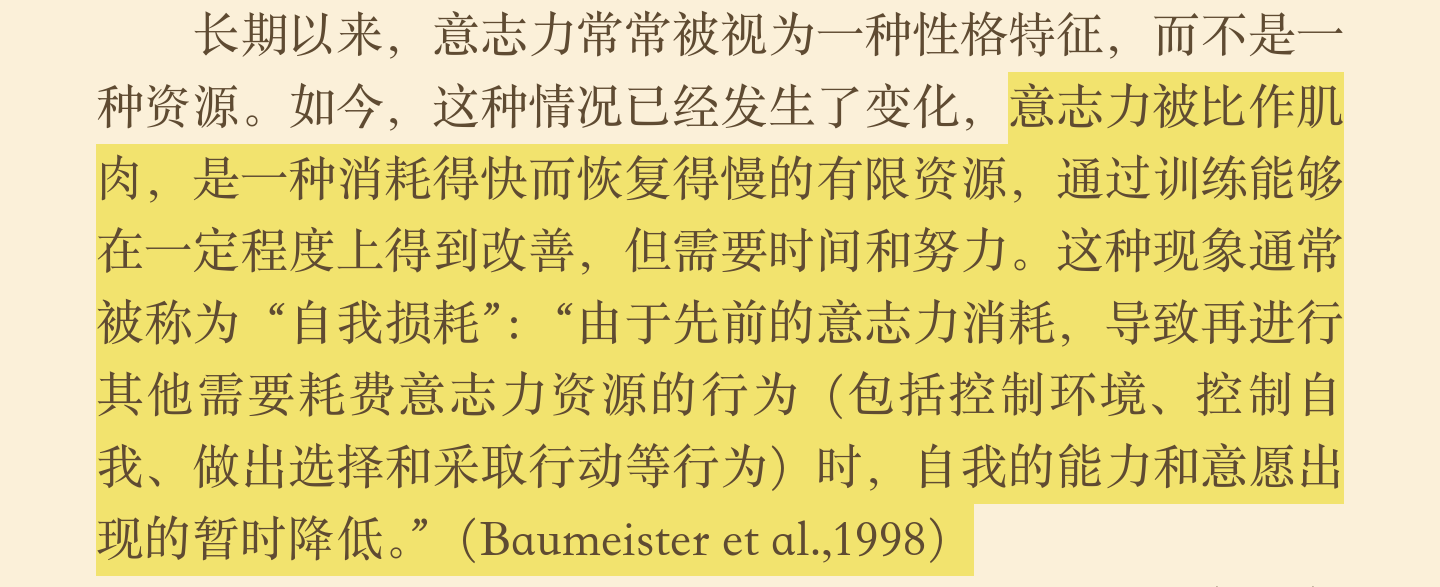 长期以来，意志力常常被视为一种性格特征，而不是一
种资源。如今，这种情况已经发生了变化，意志力被比作肌
肉，是一种消耗得快而恢复得慢的有限资源，通过训练能够
在一定程度上得到改善，但需要时间和努力。这种现象通常
被称为“自我损耗”：“由于先前的意志力消耗，导致再进行
其他需要耗费意志力资源的行为（包括控制环境、控制自
我、做出选择和采取行动等行为）时，自我的能力和意愿出
现的暂时降低。”（Baumeister et al.,1998）